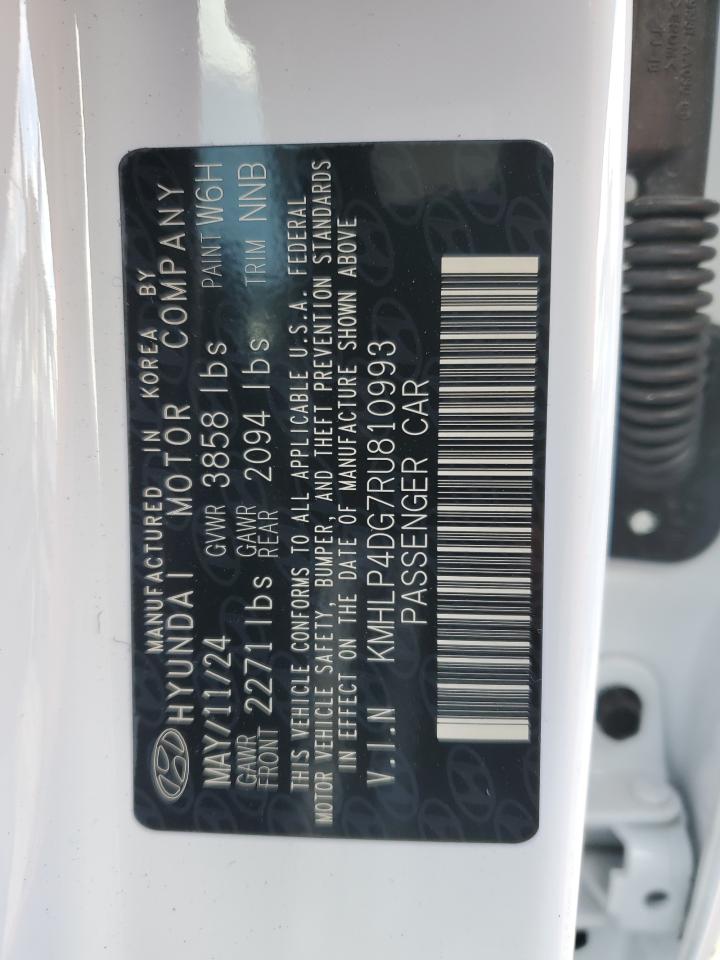 MANUFACTURED IN KOREA BY
HYUNDAI MOTOR COMPANY
MAY/11/24 GVWR 3858 lbs PAINT W6H
GAWR FRONT 2271 lbs GAWR REAR 2094 lbs TRIM NNB
THIS VEHICLE CONFORMS TO ALL APPLICABLE U.S.A. FEDERAL
MOTOR VEHICLE SAFETY, BUMPER, AND THEFT PREVENTION STANDARDS
IN EFFECT ON THE DATE OF MANUFACTURE SHOWN ABOVE
V.I.N KMHLP4DG7RU810993
PASSENGER CAR